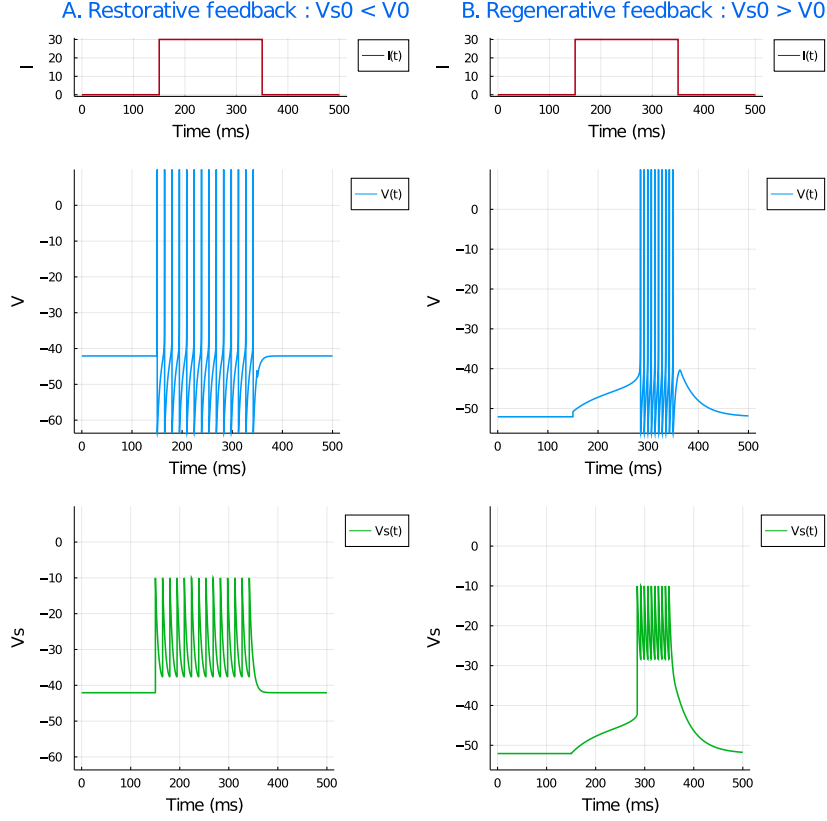 A. Restorative feedback : Vs0 < V0
B. Regenerative feedback : Vs0 > V0
30
20
10
0
I
I(t)
0 100 200 300 400 500
Time (ms)
30
20
10
0
I
I(t)
0 100 200 300 400 500
Time (ms)
0
−10
−20
−30
−40
−50
−60
V
V(t)
0 100 200 300 400 500
Time (ms)
0
−10
−20
−30
−40
−50
V
V(t)
0 100 200 300 400 500
Time (ms)
0
−10
−20
−30
−40
−50
−60
Vs
Vs(t)
0 100 200 300 400 500
Time (ms)
0
−10
−20
−30
−40
−50
Vs
Vs(t)
0 100 200 300 400 500
Time (ms)